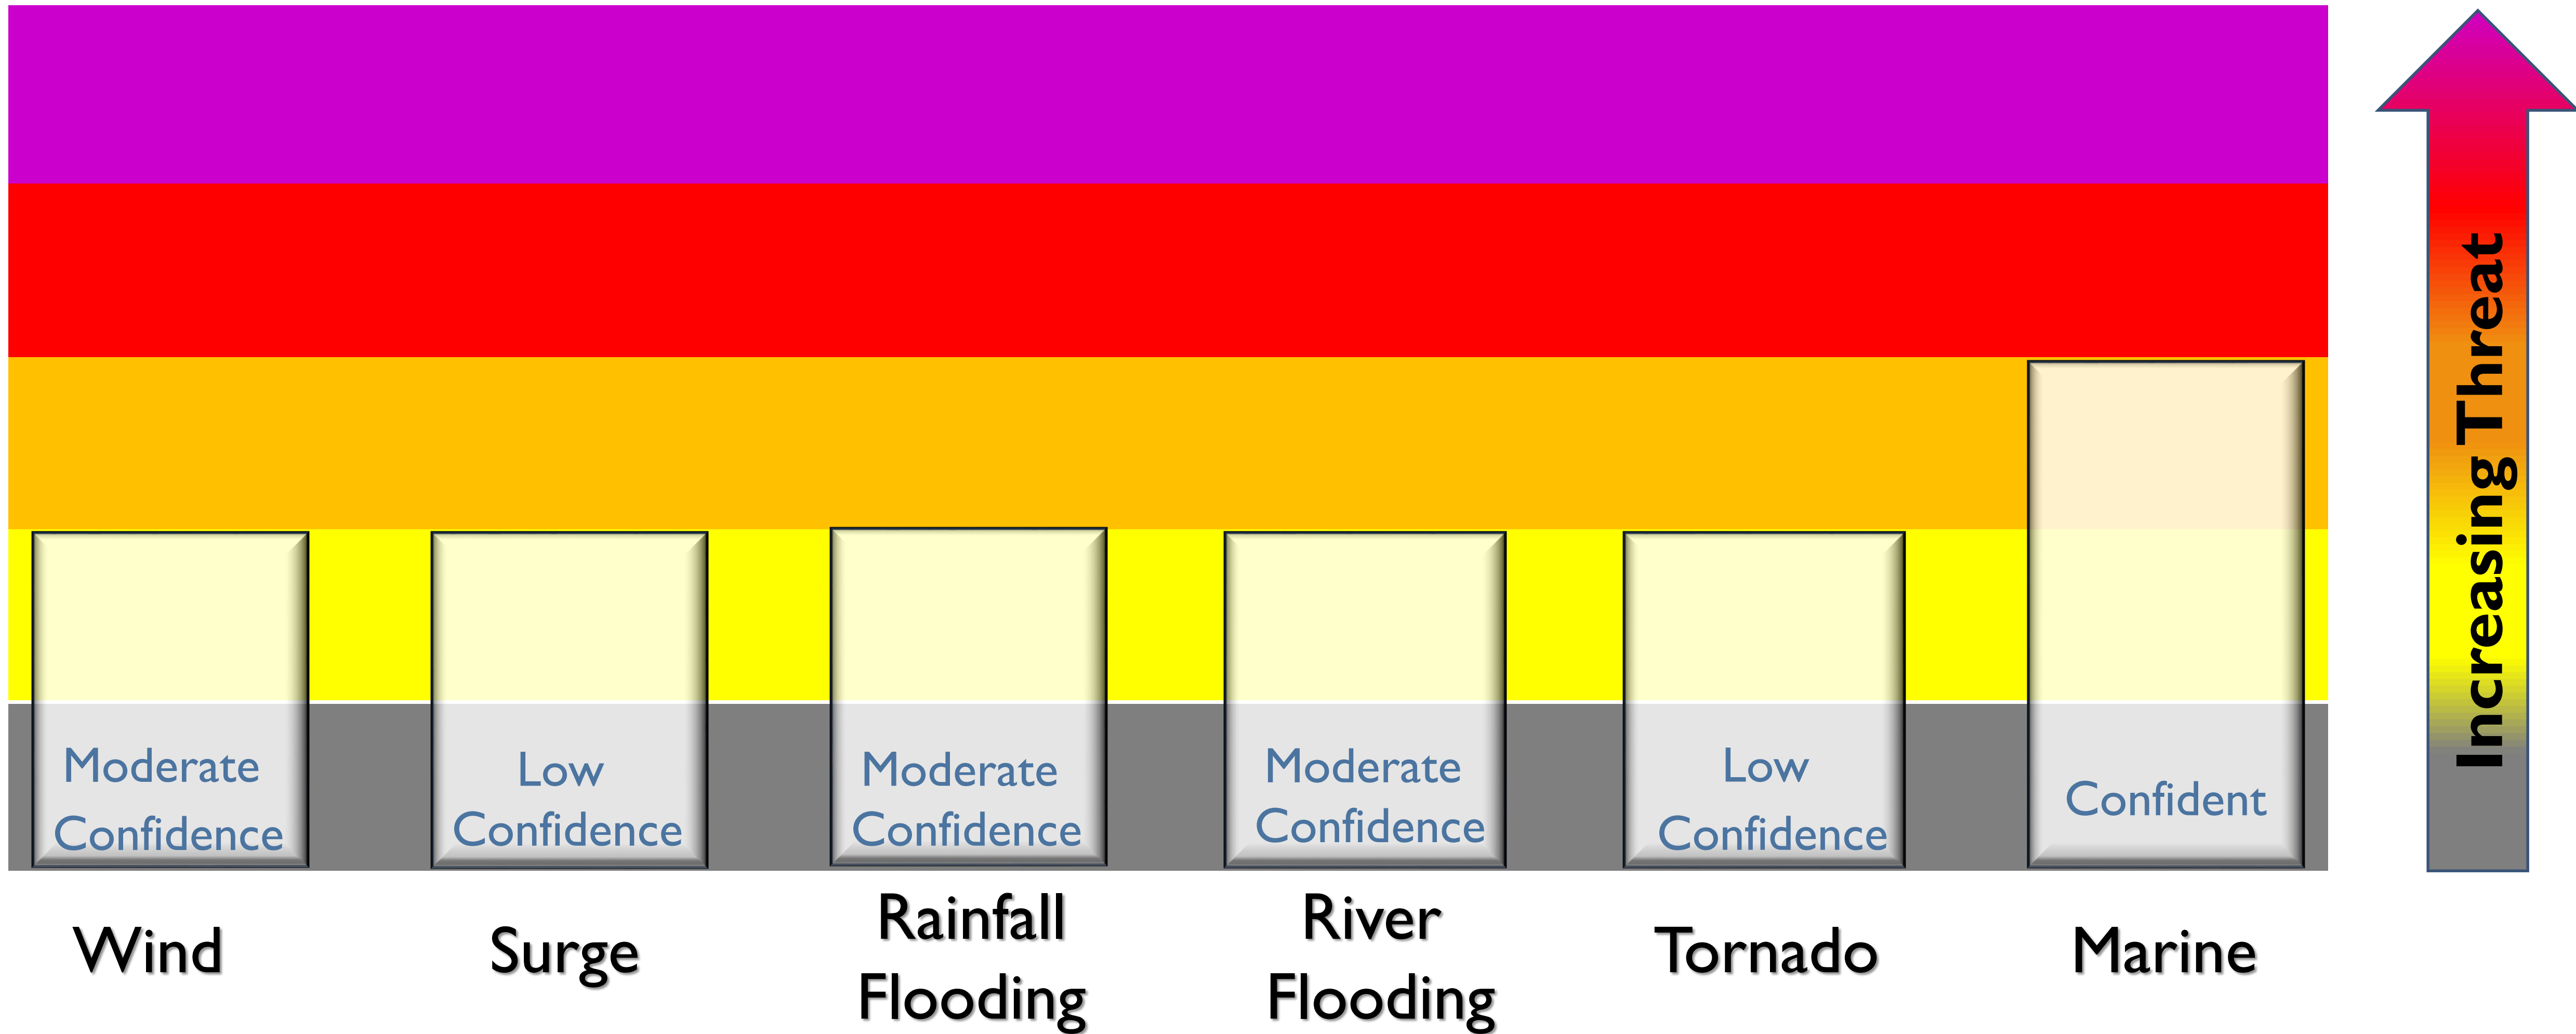 Increasing Threat
Moderate
Confidence
Low
Confidence
Moderate
Confidence
Moderate
Confidence
Low
Confidence
Confident
Wind
Surge
Rainfall
Flooding
River
Flooding
Tornado
Marine